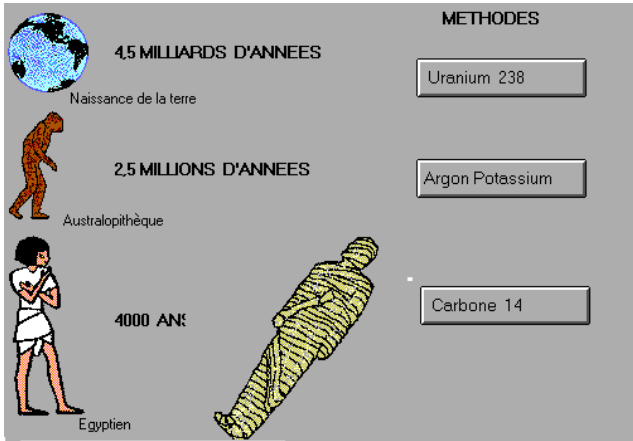 METHODES
4,5 MILLIARDS D'ANNEES
Uranium 238
Naissance de la terre
2,5 MILLIONS D'ANNEES
Argon Potassium
Australopithèque
4000 ANS
Carbone 14
Egyptien